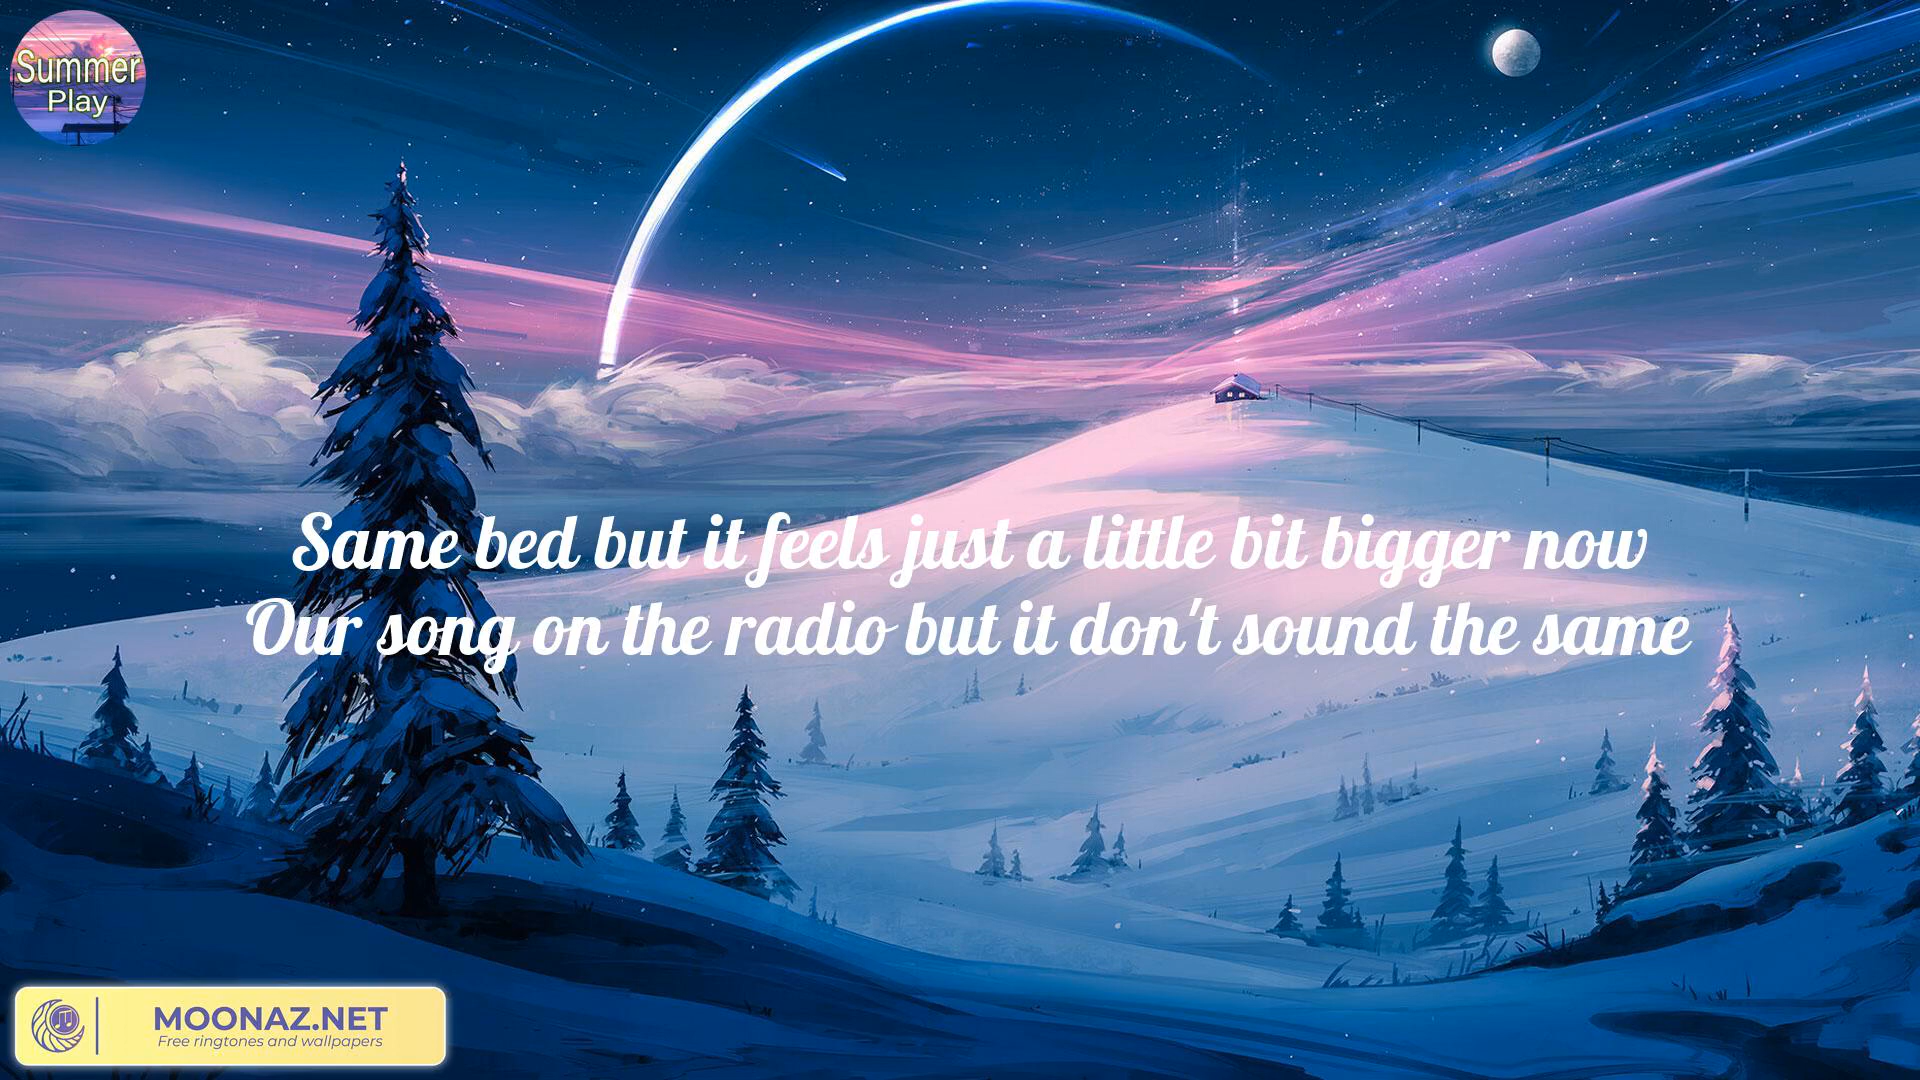 Summer
Play
Same bed but it feels just a little bit bigger now
Our song on the radio but it don't sound the same
MOONAZ.NET
Free ringtones and wallpapers